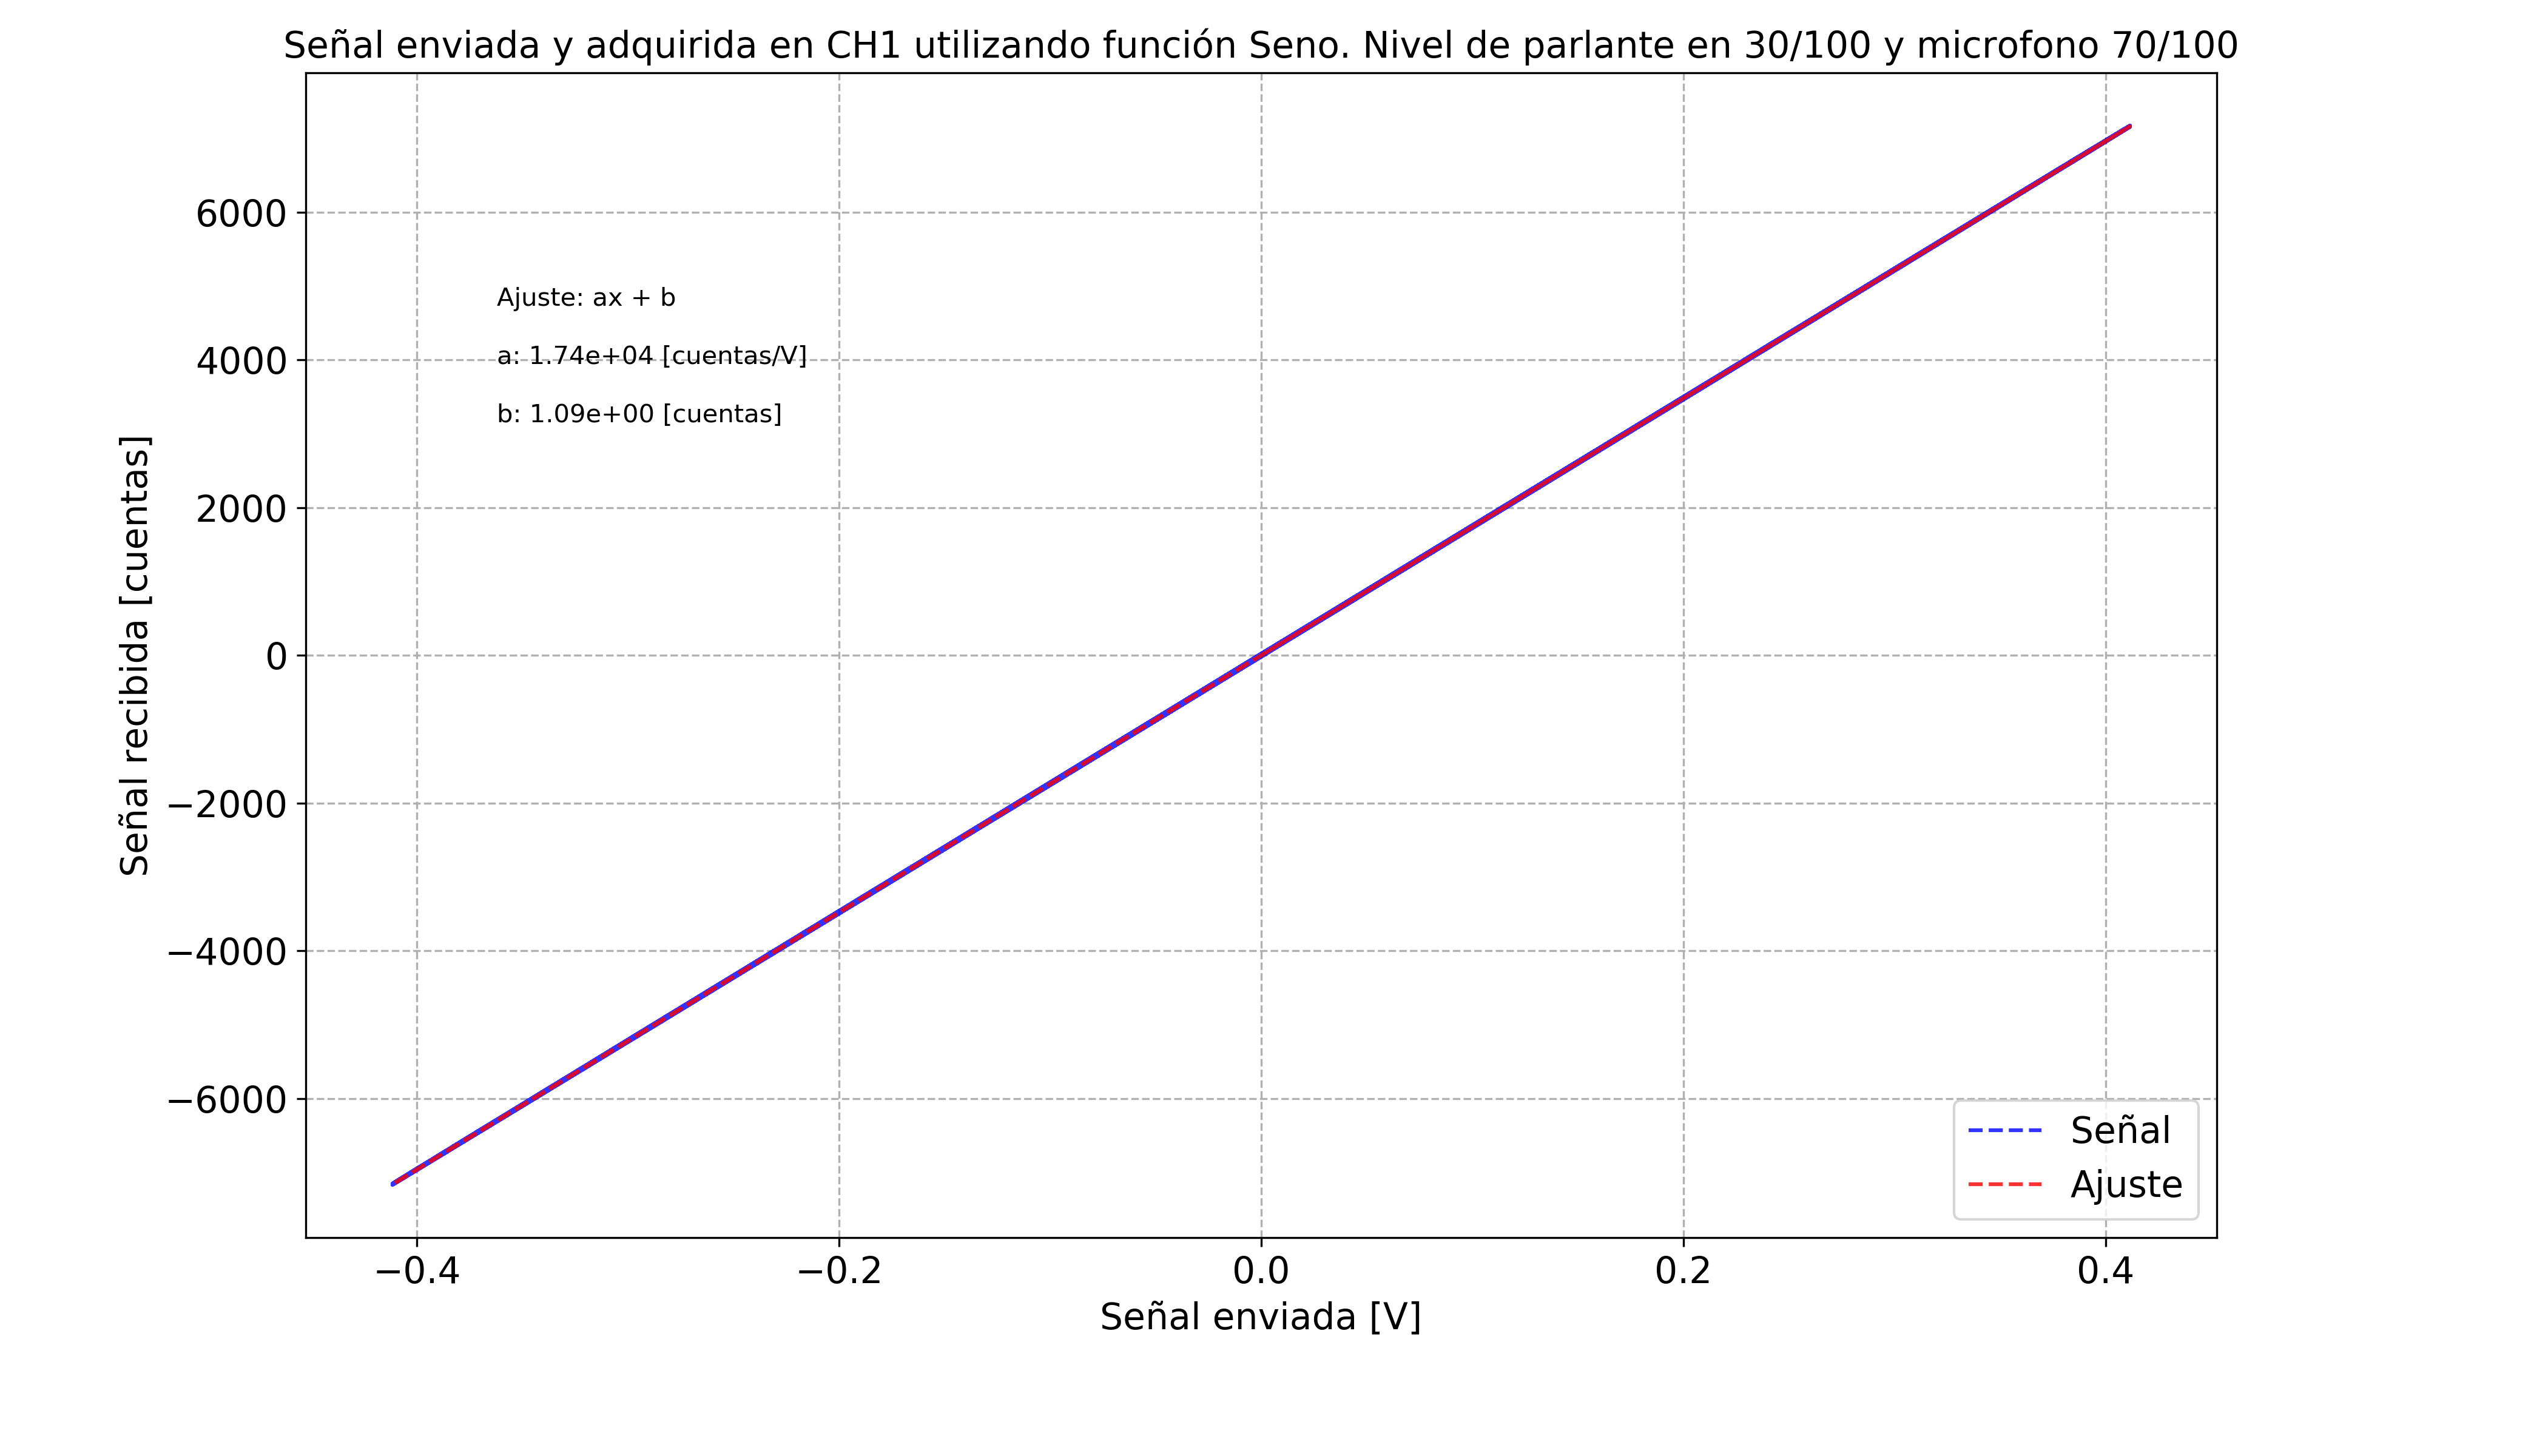 Señal enviada y adquirida en CH1 utilizando función Seno. Nivel de parlante en 30/100 y microfono 70/100
Señal recibida [cuentas]
6000
4000
2000
0
−2000
−4000
−6000
Ajuste: ax + b
a: 1.74e+04 [cuentas/V]
b: 1.09e+00 [cuentas]
Señal
Ajuste
−0.4
−0.2
0.0
0.2
0.4
Señal enviada [V]